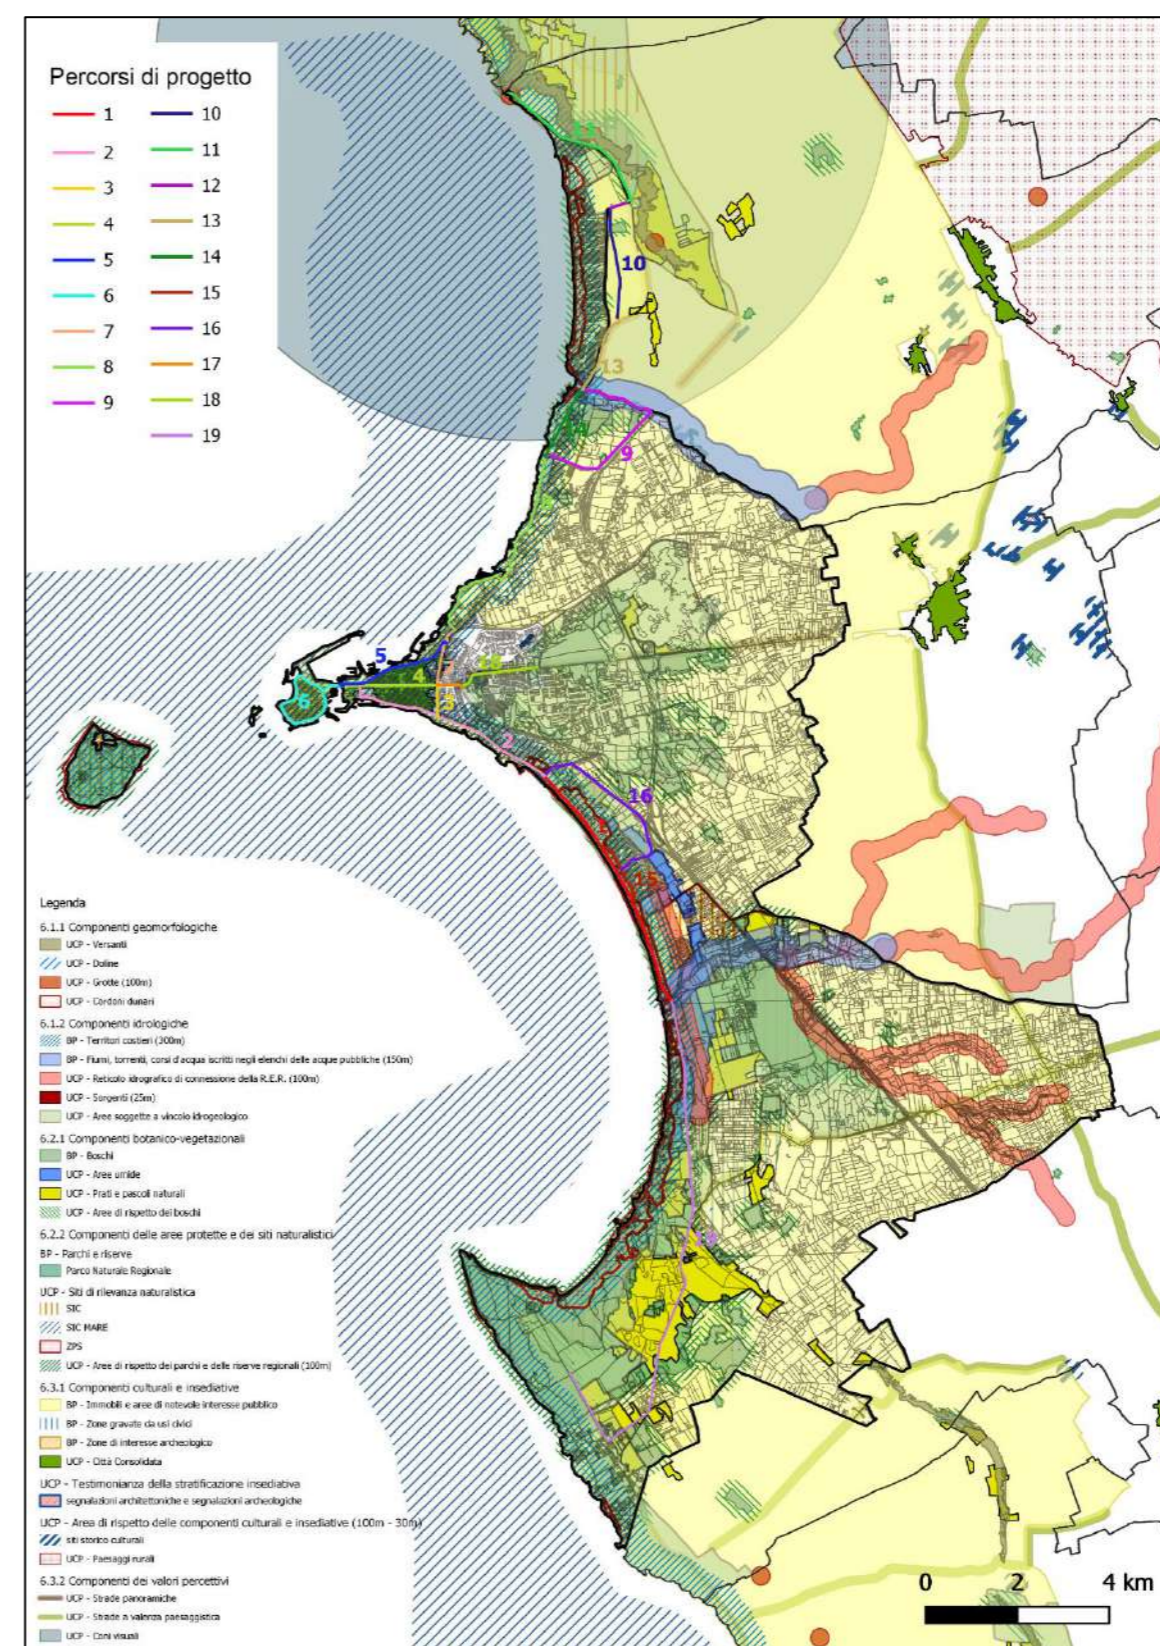 Percorsi di progetto
1
2
3
4
5
6
7
8
9
10
11
12
13
14
15
16
17
18
19
10
13
9
5
4
18
3
6
2
16
15
19
Legenda
6.1.1 Componenti geomorfologiche
UCP - Versanti
UCP - Doline
UCP - Grotte (100m)
UCP - Cordoni dunari
6.1.2 Componenti idrologiche
BP - Territori costieri (300m)
BP - Fiumi, torrenti, corsi d'acqua iscritti negli elenchi delle acque pubbliche (150m)
UCP - Reticolo idrografico di connessione della R.E.R. (100m)
UCP - Sorgenti (25m)
UCP - Aree soggette a vincolo idrogeologico
6.2.1 Componenti botanico-vegetazionali
BP - Boschi
UCP - Aree umide
UCP - Prati e pascoli naturali
UCP - Aree di rispetto dei boschi
6.2.2 Componenti delle aree protette e dei siti naturalistici
BP - Parchi e riserve
Parco Naturale Regionale
UCP - Siti di rilevanza naturalistica
SIC
SIC MARE
ZPS
UCP - Aree di rispetto dei parchi e delle riserve regionali (100m)
6.3.1 Componenti culturali e insediative
BP - Immobili e aree di notevole interesse pubblico
BP - Zone gravate da usi civici
BP - Zone di interesse archeologico
UCP - Città Consolidata
UCP - Testimonianza della stratificazione insediativa
segnalazioni architettoniche e segnalazioni archeologiche
UCP - Area di rispetto delle componenti culturali e insediative (100m - 30m)
siti storico culturali
UCP - Paesaggi rurali
6.3.2 Componenti dei valori percettivi
UCP - Strade panoramiche
UCP - Strade a valenza paesaggistica
UCP - Coni visuali
0 2 4 km